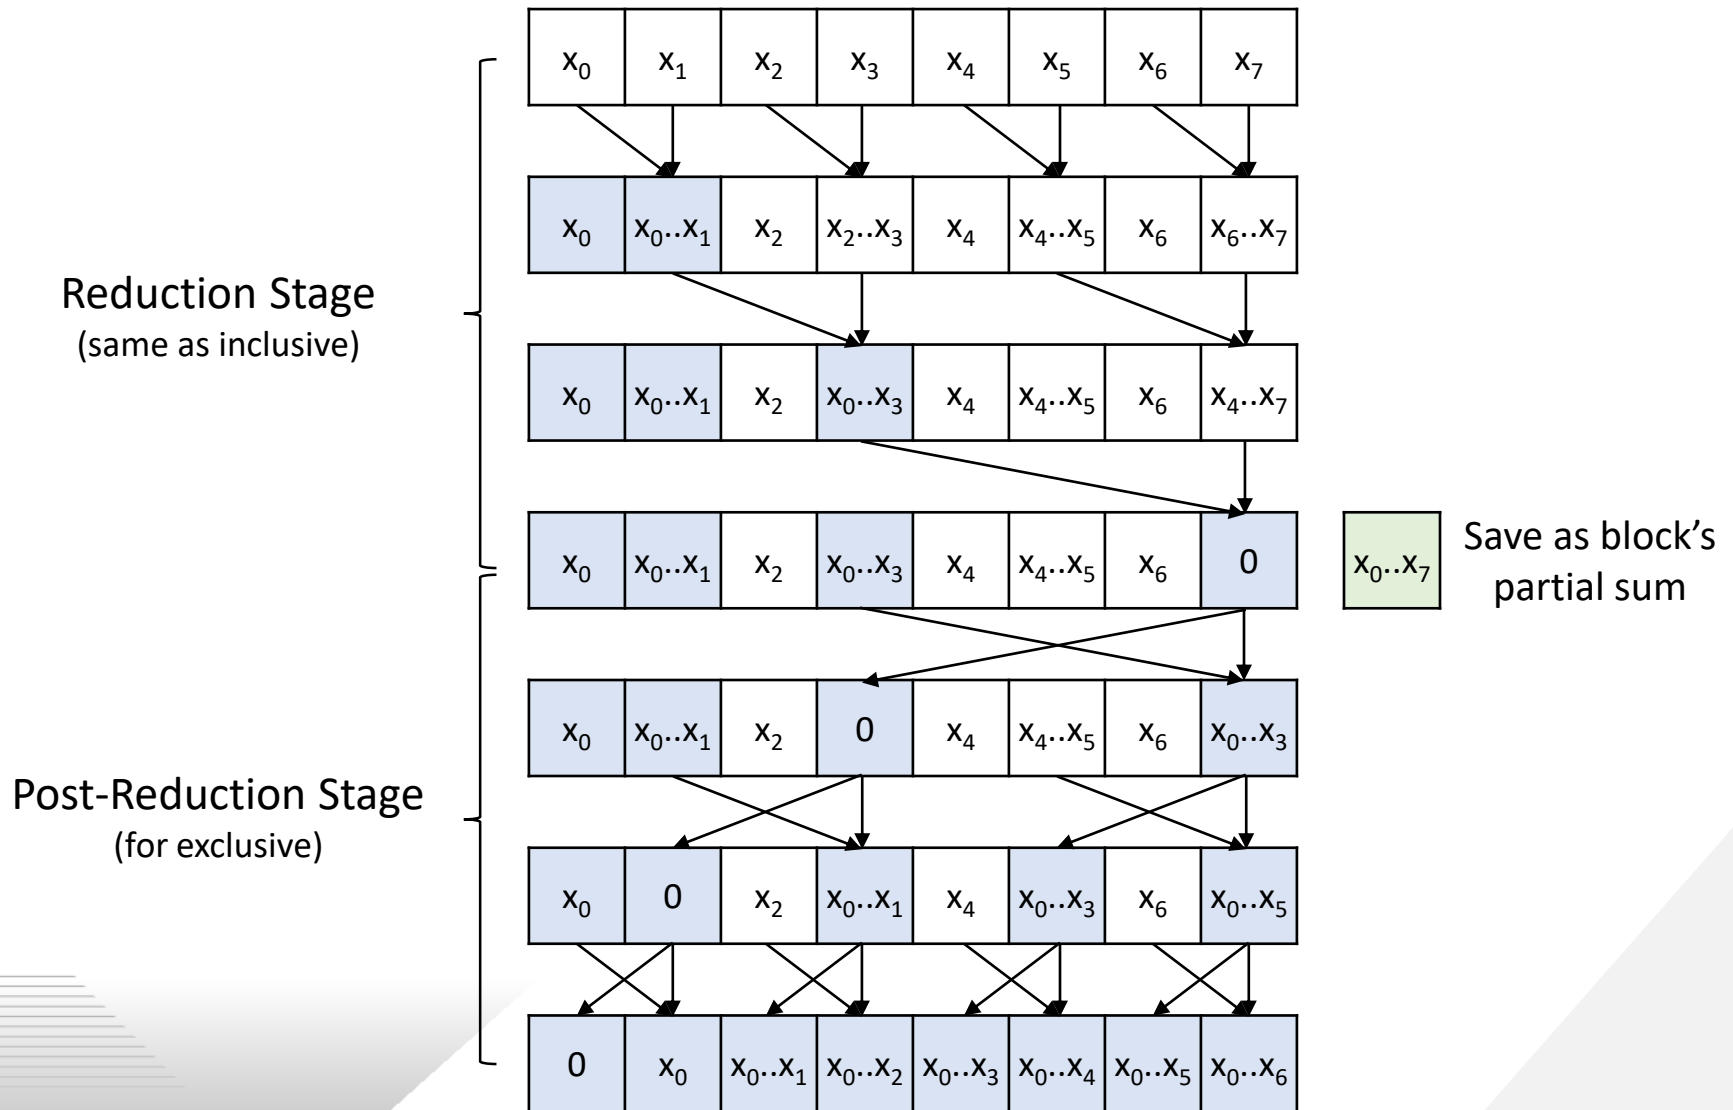 x₀ x₁ x₂ x₃ x₄ x₅ x₆ x₇
x₀ x₀..x₁ x₂ x₂..x₃ x₄ x₄..x₅ x₆ x₆..x₇
Reduction Stage
(same as inclusive)
x₀ x₀..x₁ x₂ x₀..x₃ x₄ x₄..x₅ x₆ x₄..x₇
x₀ x₀..x₁ x₂ x₀..x₃ x₄ x₄..x₅ x₆ 0
x₀..x₇
Save as block’s
partial sum
x₀ x₀..x₁ x₂ 0 x₄ x₄..x₅ x₆ x₀..x₃
Post-Reduction Stage
(for exclusive)
x₀ 0 x₂ x₀..x₁ x₄ x₀..x₃ x₆ x₀..x₅
0 x₀ x₀..x₁ x₀..x₂ x₀..x₃ x₀..x₄ x₀..x₅ x₀..x₆